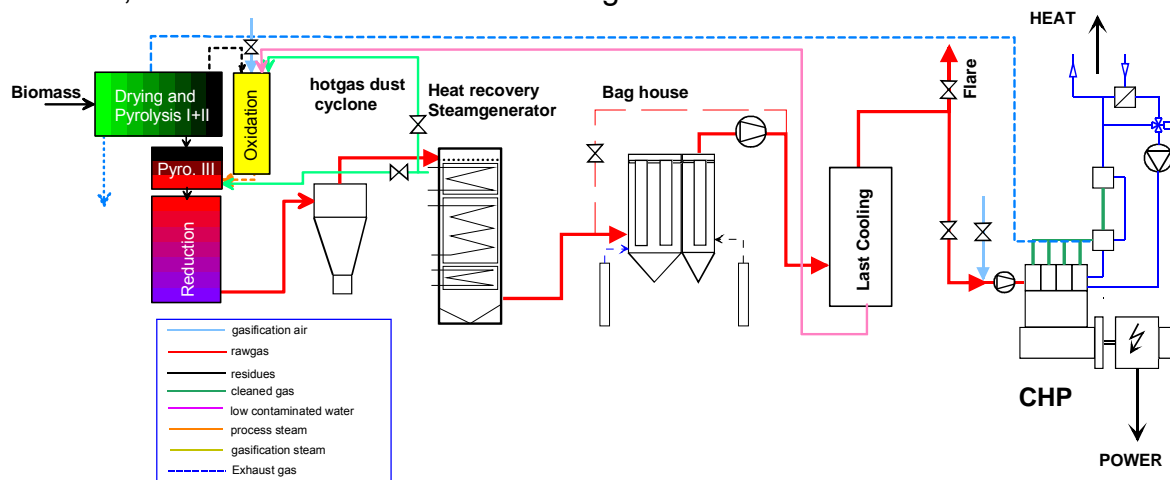 HEAT
Biomass
Drying and
Pyrolysis I+II
Oxidation
hotgas dust
cyclone
Heat recovery
Steamgenerator
Bag house
Flare
Pyro. III
Reduction
Last Cooling
gasification air
rawgas
residues
cleaned gas
low contaminated water
process steam
gasification steam
Exhaust gas
CHP
POWER